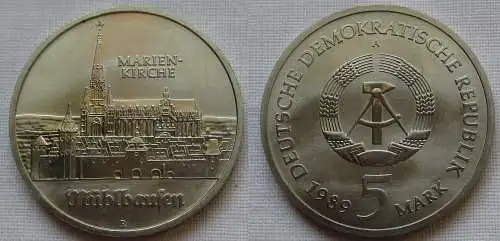 MARIEN-
KIRCHE
Mühlhausen
A
DEUTSCHE DEMOKRATISCHE REPUBLIK
1989
5
MARK